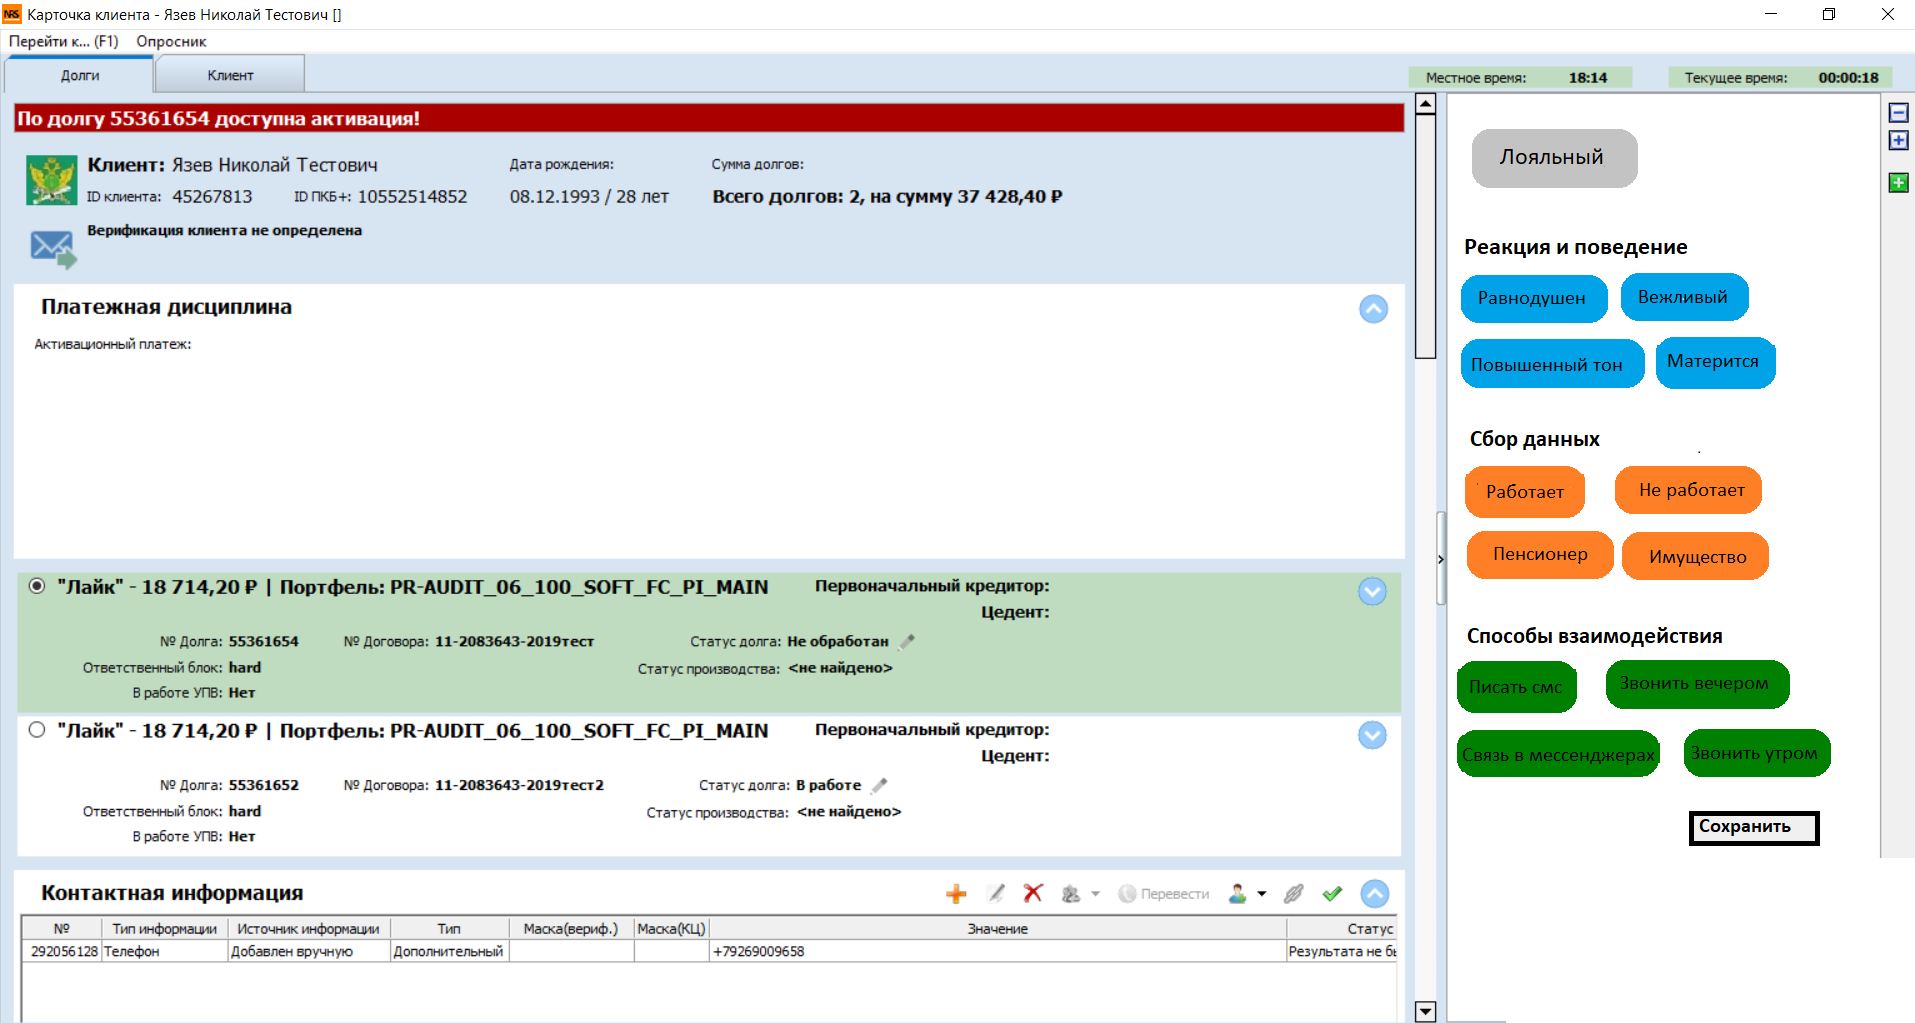 NRS Карточка клиента - Язев Николай Тестович []
Перейти к... (F1) Опросник
Долги Клиент
Местное время: 18:14 Текущее время: 00:00:18
По долгу 55361654 доступна активация!
Клиент: Язев Николай Тестович Дата рождения: Сумма долгов:
ID клиента: 45267813 ID ПКБ+: 10552514852 08.12.1993 / 28 лет Всего долгов: 2, на сумму 37 428,40 ₽
Верификация клиента не определена
Платежная дисциплина
Активационный платеж:
"Лайк" - 18 714,20 ₽ | Портфель: PR-AUDIT_06_100_SOFT_FC_PI_MAIN Первоначальный кредитор:
Цедент:
№ Долга: 55361654 № Договора: 11-2083643-2019тест Статус долга: Не обработан
Ответственный блок: hard Статус производства: <не найдено>
В работе УПВ: Нет
"Лайк" - 18 714,20 ₽ | Портфель: PR-AUDIT_06_100_SOFT_FC_PI_MAIN Первоначальный кредитор:
Цедент:
№ Долга: 55361652 № Договора: 11-2083643-2019тест2 Статус долга: В работе
Ответственный блок: hard Статус производства: <не найдено>
В работе УПВ: Нет
Контактная информация Перевести
№ Тип информации Источник информации Тип Маска(вериф.) Маска(КЦ) Значение Статус
292056128 Телефон Добавлен вручную Дополнительный +79269009658 Результата не бы
Лояльный
Реакция и поведение
Равнодушен Вежливый
Повышенный тон Матерится
Сбор данных
Работает Не работает
Пенсионер Имущество
Способы взаимодействия
Писать смс Звонить вечером
Связь в мессенджерах Звонить утром
Сохранить